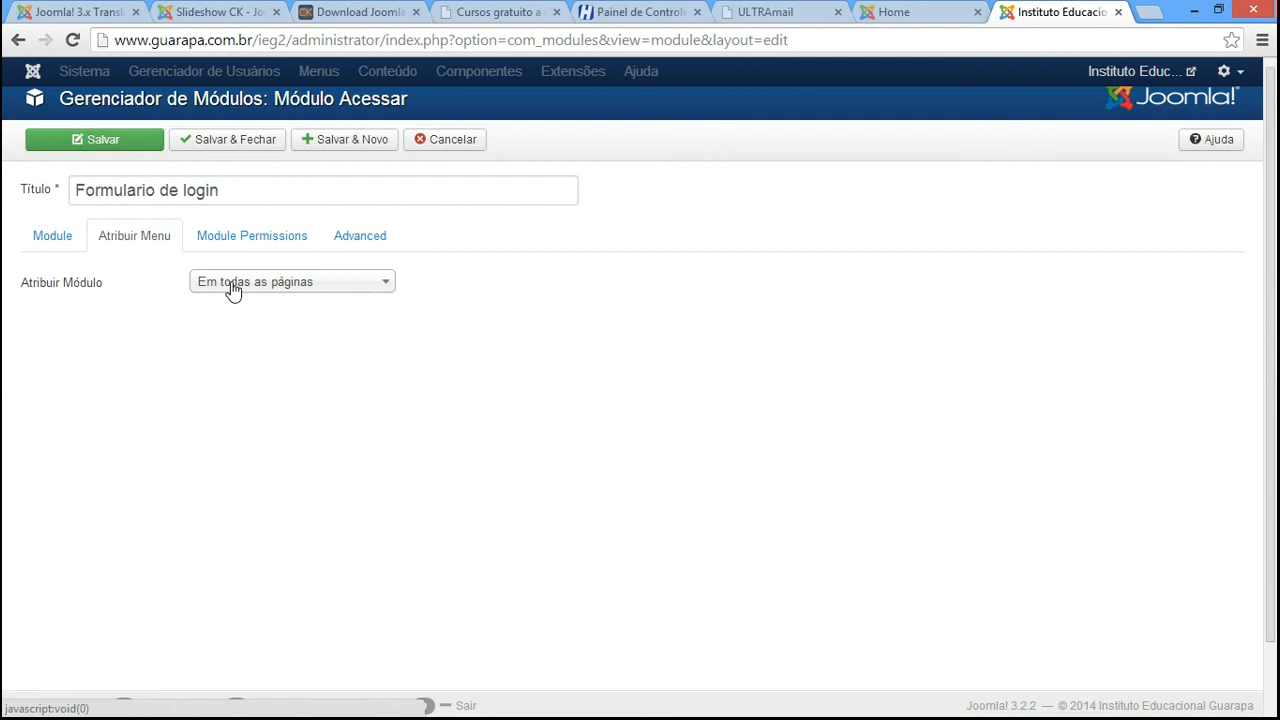 Joomla! 3.x Transl
Slideshow CK - Jo
Download Joomla
Cursos gratuito a
Painel de Control
ULTRAmail
Home
Instituto Educacio
www.guarapa.com.br/ieg2/administrator/index.php?option=com_modules&view=module&layout=edit
Sistema Gerenciador de Usuários Menus Conteúdo Componentes Extensões Ajuda Instituto Educ...
Gerenciador de Módulos: Módulo Acessar Joomla!
Salvar Salvar & Fechar Salvar & Novo Cancelar Ajuda
Título * Formulario de login
Module Atribuir Menu Module Permissions Advanced
Atribuir Módulo Em todas as páginas
Sair Joomla! 3.2.2 — © 2014 Instituto Educacional Guarapa
javascript:void(0)